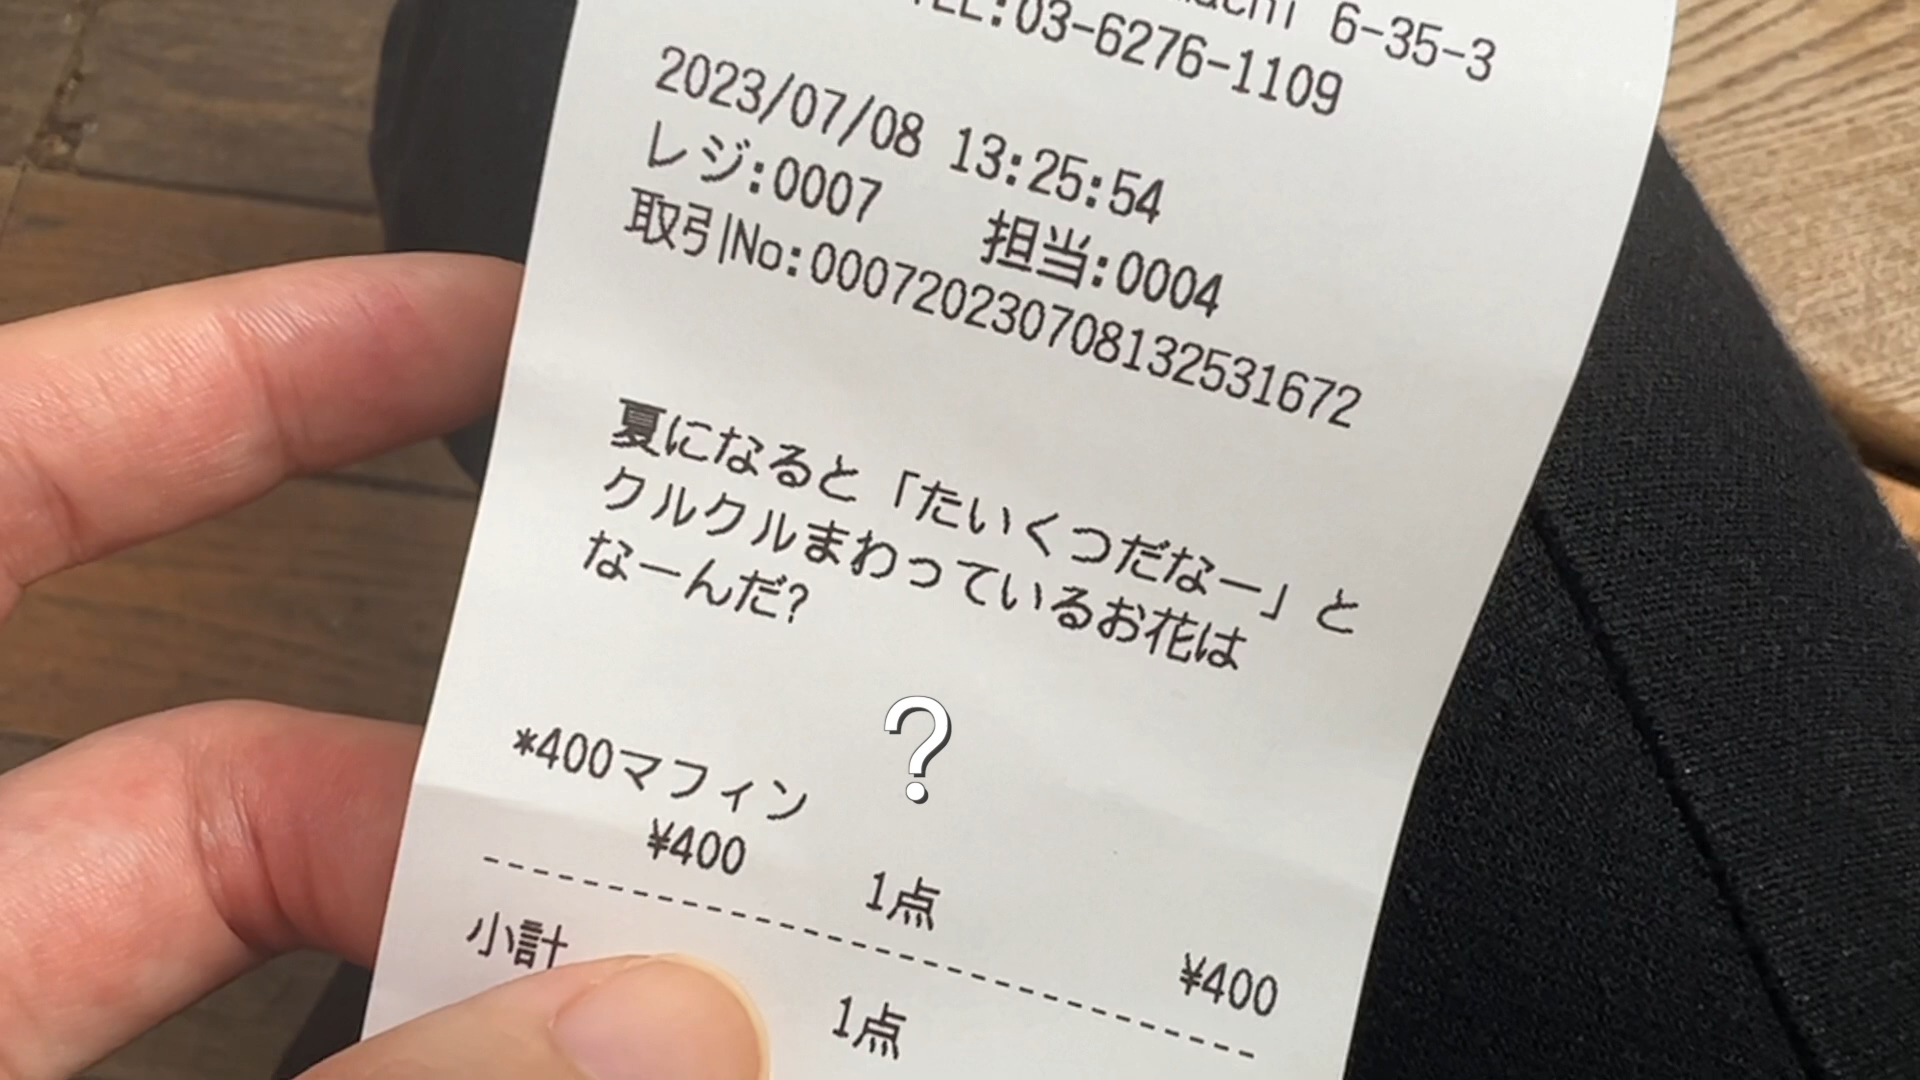 6-35-3
TEL:03-6276-1109
2023/07/08 13:25:54
レジ:0007 担当:0004
取引No:000720230708132531672
夏になると「たいくつだなー」と
クルクルまわっているお花は
なーんだ?
?
*400マフィン
¥400 1点 ¥400
小計 1点